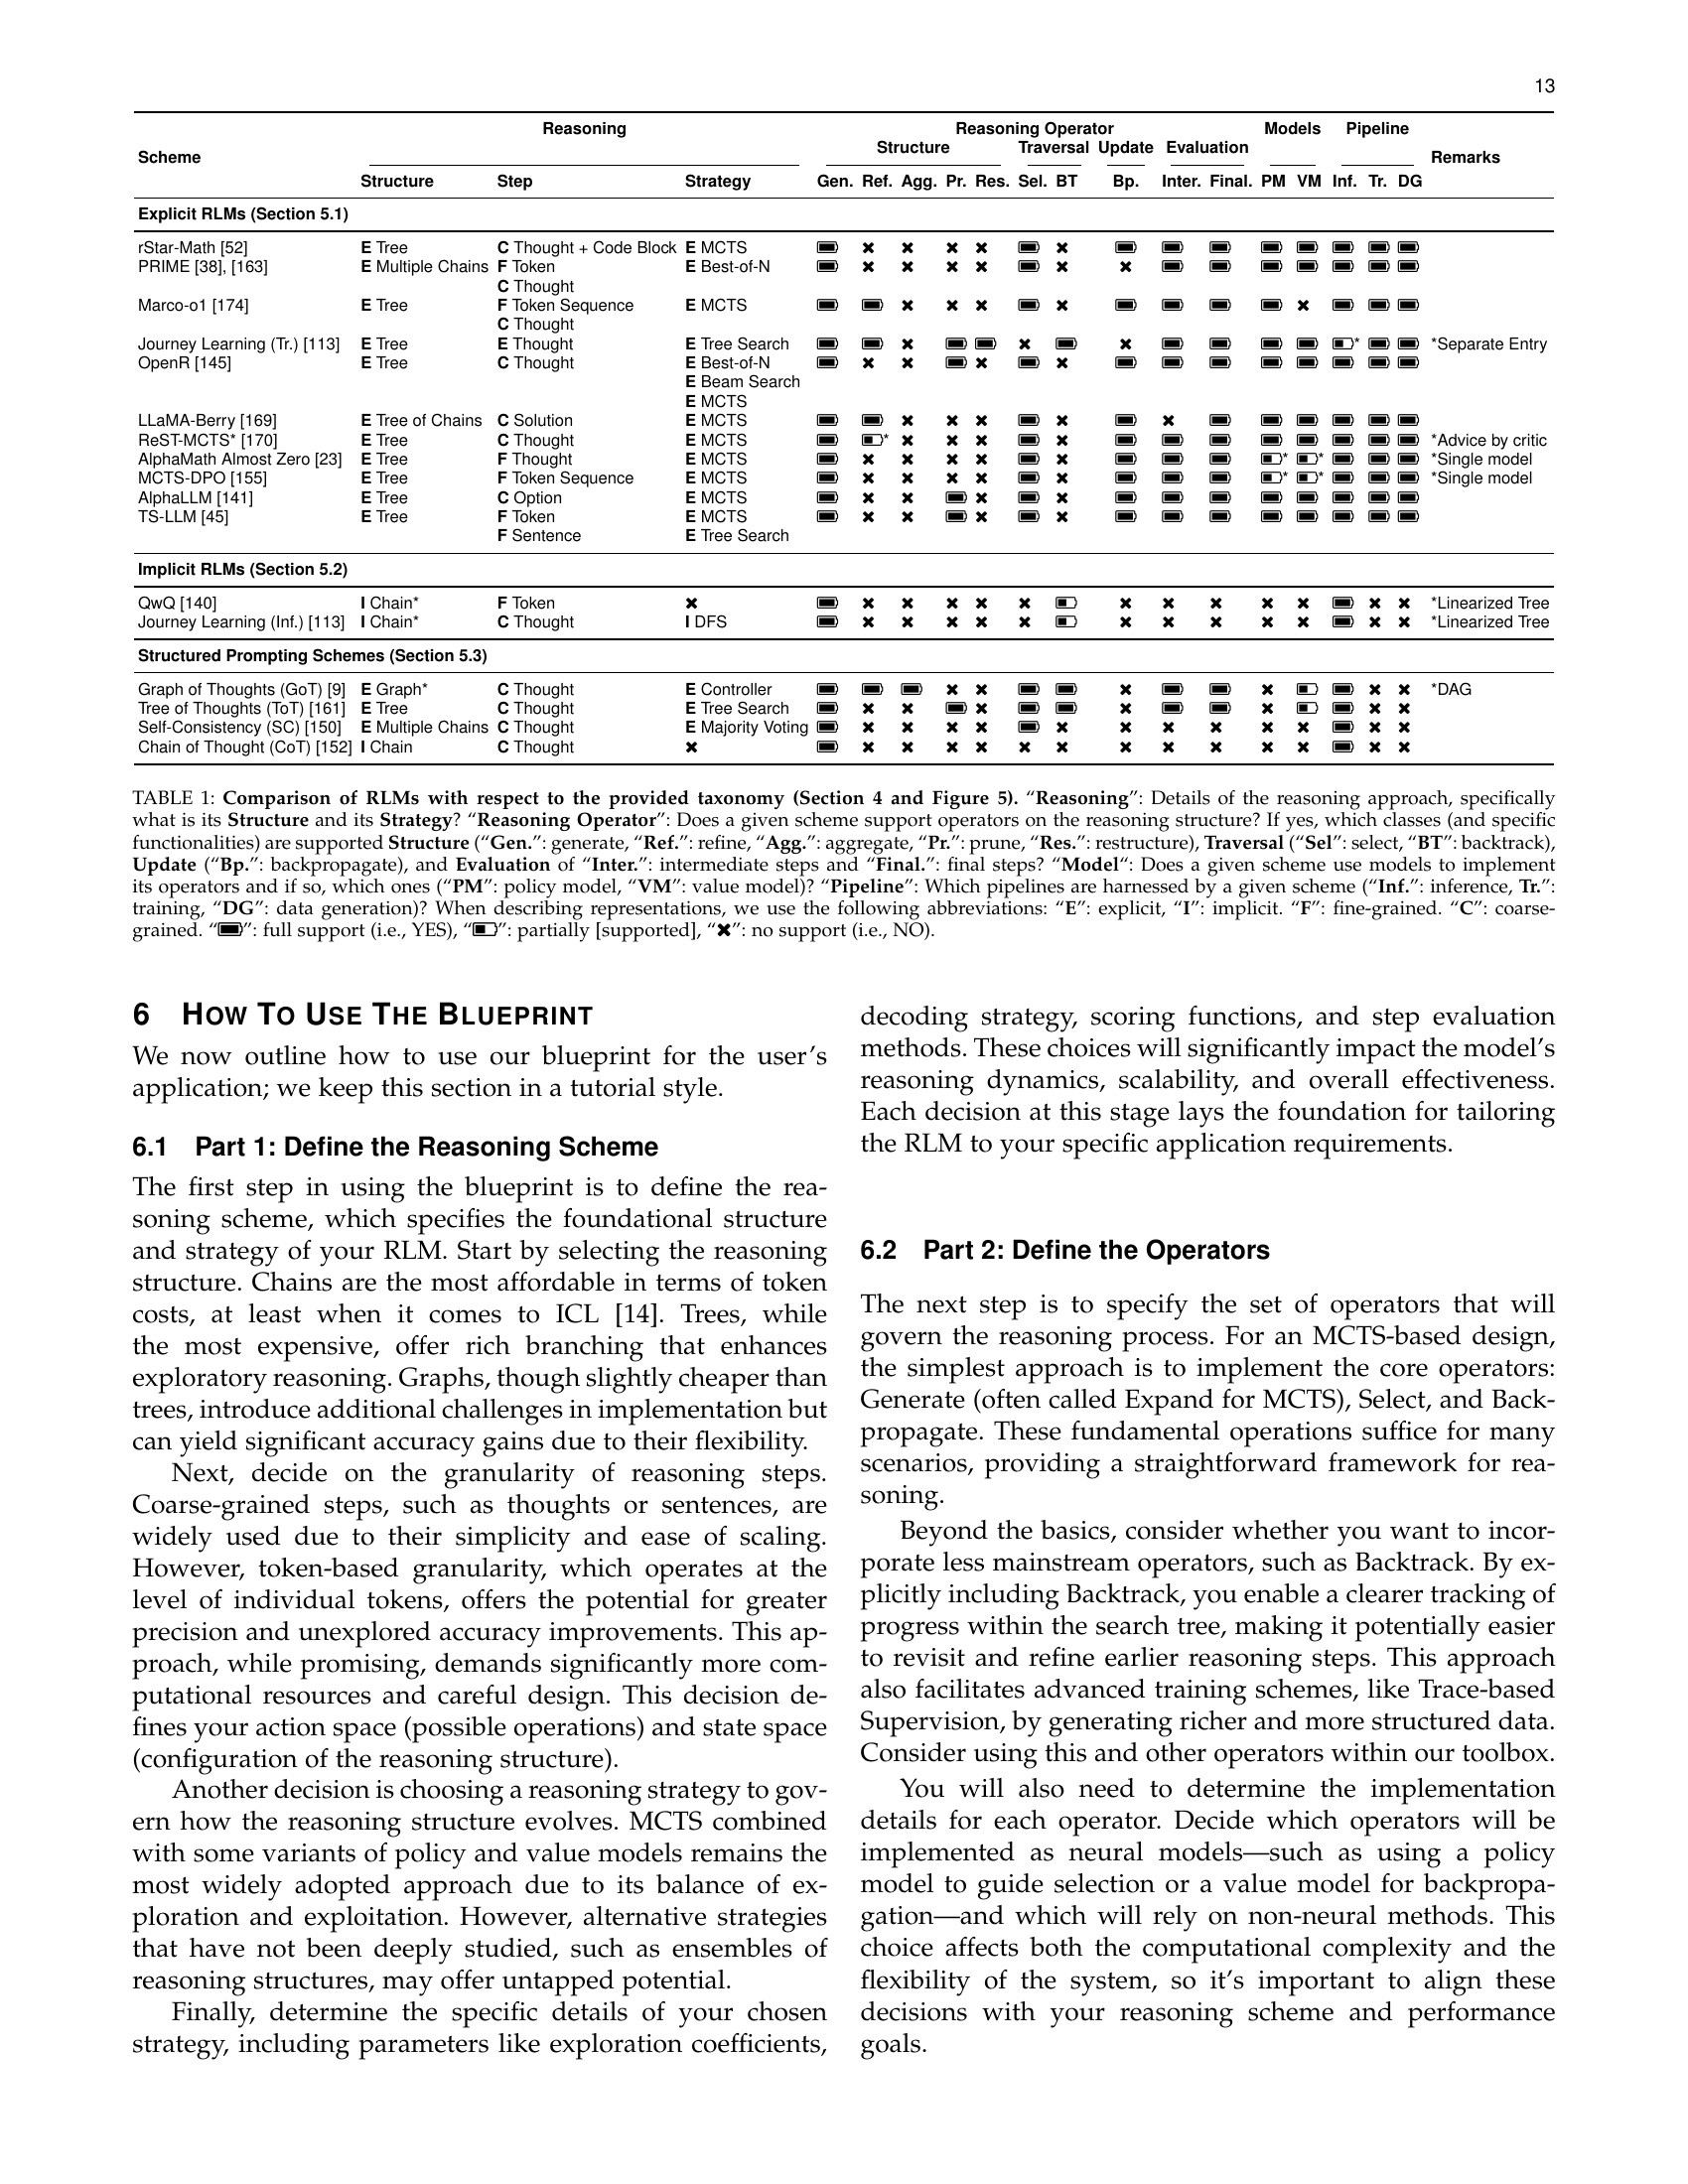 13
Reasoning Reasoning Operator Models Pipeline
Structure Traversal Update Evaluation
Scheme Remarks
Structure Step Strategy Gen. Ref. Agg. Pr. Res. Sel. BT Bp. Inter. Final. PM VM Inf. Tr. DG
Explicit RLMs (Section 5.1)
rStar-Math [52] E Tree C Thought + Code Block E MCTS ✖ ✖ ✖ ✖ ✖
PRIME [38], [163] E Multiple Chains F Token E Best-of-N ✖ ✖ ✖ ✖ ✖ ✖
C Thought
Marco-o1 [174] E Tree F Token Sequence E MCTS ✖ ✖ ✖ ✖ ✖
C Thought
Journey Learning (Tr.) [113] E Tree E Thought E Tree Search ✖ ✖ ✖ * *Separate Entry
OpenR [145] E Tree C Thought E Best-of-N ✖ ✖ ✖ ✖
E Beam Search
E MCTS
LLaMA-Berry [169] E Tree of Chains C Solution E MCTS ✖ ✖ ✖ ✖ ✖
ReST-MCTS* [170] E Tree C Thought E MCTS * ✖ ✖ ✖ ✖ *Advice by critic
AlphaMath Almost Zero [23] E Tree F Thought E MCTS ✖ ✖ ✖ ✖ ✖ * * *Single model
MCTS-DPO [155] E Tree F Token Sequence E MCTS ✖ ✖ ✖ ✖ ✖ * * *Single model
AlphaLLM [141] E Tree C Option E MCTS ✖ ✖ ✖ ✖
TS-LLM [45] E Tree F Token E MCTS ✖ ✖ ✖ ✖
F Sentence E Tree Search
Implicit RLMs (Section 5.2)
QwQ [140] I Chain* F Token ✖ ✖ ✖ ✖ ✖ ✖ ✖ ✖ ✖ ✖ ✖ ✖ ✖ *Linearized Tree
Journey Learning (Inf.) [113] I Chain* C Thought I DFS ✖ ✖ ✖ ✖ ✖ ✖ ✖ ✖ ✖ ✖ ✖ ✖ *Linearized Tree
Structured Prompting Schemes (Section 5.3)
Graph of Thoughts (GoT) [9] E Graph* C Thought E Controller ✖ ✖ ✖ ✖ ✖ ✖ *DAG
Tree of Thoughts (ToT) [161] E Tree C Thought E Tree Search ✖ ✖ ✖ ✖ ✖ ✖ ✖
Self-Consistency (SC) [150] E Multiple Chains C Thought E Majority Voting ✖ ✖ ✖ ✖ ✖ ✖ ✖ ✖ ✖ ✖ ✖ ✖
Chain of Thought (CoT) [152] I Chain C Thought ✖ ✖ ✖ ✖ ✖ ✖ ✖ ✖ ✖ ✖ ✖ ✖ ✖ ✖
TABLE 1: Comparison of RLMs with respect to the provided taxonomy (Section 4 and Figure 5). “Reasoning”: Details of the reasoning approach, specifically
what is its Structure and its Strategy? “Reasoning Operator”: Does a given scheme support operators on the reasoning structure? If yes, which classes (and specific
functionalities) are supported Structure (“Gen.”: generate, “Ref.”: refine, “Agg.”: aggregate, “Pr.”: prune, “Res.”: restructure), Traversal (“Sel”: select, “BT”: backtrack),
Update (“Bp.”: backpropagate), and Evaluation of “Inter.”: intermediate steps and “Final.”: final steps? “Model“: Does a given scheme use models to implement
its operators and if so, which ones (“PM”: policy model, “VM”: value model)? “Pipeline”: Which pipelines are harnessed by a given scheme (“Inf.”: inference, Tr.”:
training, “DG”: data generation)? When describing representations, we use the following abbreviations: “E”: explicit, “I”: implicit. “F”: fine-grained. “C”: coarse-
grained. “”: full support (i.e., YES), “”: partially [supported], “✖”: no support (i.e., NO).
6 HOW TO USE THE BLUEPRINT
We now outline how to use our blueprint for the user’s
application; we keep this section in a tutorial style.
6.1 Part 1: Define the Reasoning Scheme
The first step in using the blueprint is to define the rea-
soning scheme, which specifies the foundational structure
and strategy of your RLM. Start by selecting the reasoning
structure. Chains are the most affordable in terms of token
costs, at least when it comes to ICL [14]. Trees, while
the most expensive, offer rich branching that enhances
exploratory reasoning. Graphs, though slightly cheaper than
trees, introduce additional challenges in implementation but
can yield significant accuracy gains due to their flexibility.
Next, decide on the granularity of reasoning steps.
Coarse-grained steps, such as thoughts or sentences, are
widely used due to their simplicity and ease of scaling.
However, token-based granularity, which operates at the
level of individual tokens, offers the potential for greater
precision and unexplored accuracy improvements. This ap-
proach, while promising, demands significantly more com-
putational resources and careful design. This decision de-
fines your action space (possible operations) and state space
(configuration of the reasoning structure).
Another decision is choosing a reasoning strategy to gov-
ern how the reasoning structure evolves. MCTS combined
with some variants of policy and value models remains the
most widely adopted approach due to its balance of ex-
ploration and exploitation. However, alternative strategies
that have not been deeply studied, such as ensembles of
reasoning structures, may offer untapped potential.
Finally, determine the specific details of your chosen
strategy, including parameters like exploration coefficients,
decoding strategy, scoring functions, and step evaluation
methods. These choices will significantly impact the model’s
reasoning dynamics, scalability, and overall effectiveness.
Each decision at this stage lays the foundation for tailoring
the RLM to your specific application requirements.
6.2 Part 2: Define the Operators
The next step is to specify the set of operators that will
govern the reasoning process. For an MCTS-based design,
the simplest approach is to implement the core operators:
Generate (often called Expand for MCTS), Select, and Back-
propagate. These fundamental operations suffice for many
scenarios, providing a straightforward framework for rea-
soning.
Beyond the basics, consider whether you want to incor-
porate less mainstream operators, such as Backtrack. By ex-
plicitly including Backtrack, you enable a clearer tracking of
progress within the search tree, making it potentially easier
to revisit and refine earlier reasoning steps. This approach
also facilitates advanced training schemes, like Trace-based
Supervision, by generating richer and more structured data.
Consider using this and other operators within our toolbox.
You will also need to determine the implementation
details for each operator. Decide which operators will be
implemented as neural models—such as using a policy
model to guide selection or a value model for backpropa-
gation—and which will rely on non-neural methods. This
choice affects both the computational complexity and the
flexibility of the system, so it’s important to align these
decisions with your reasoning scheme and performance
goals.